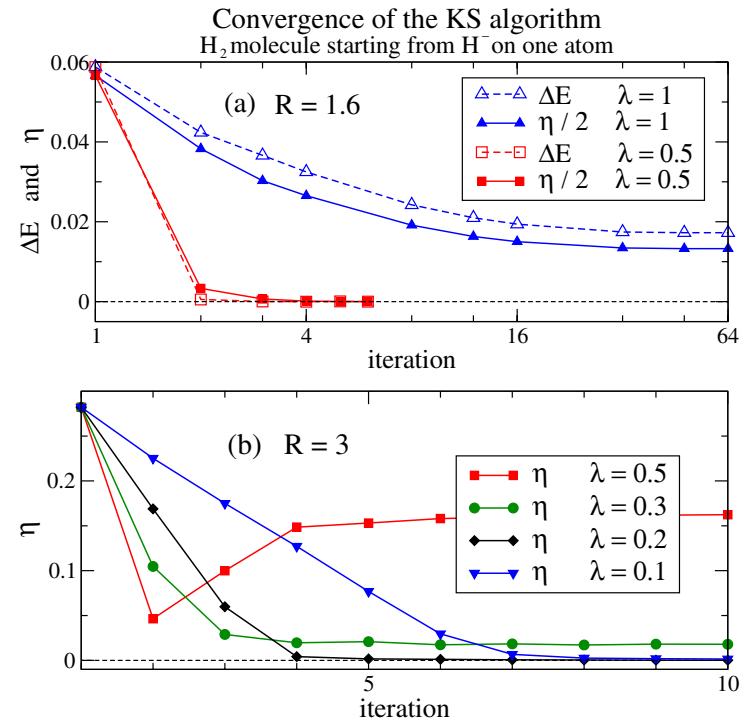 Convergence of the KS algorithm
H₂ molecule starting from H⁻ on one atom
(a) R = 1.6
ΔE λ = 1
η / 2 λ = 1
ΔE λ = 0.5
η / 2 λ = 0.5
ΔE and η
0.06
0.04
0.02
0
1 4 16 64
iteration
(b) R = 3
η λ = 0.5
η λ = 0.3
η λ = 0.2
η λ = 0.1
η
0.2
0.1
0
5 10
iteration